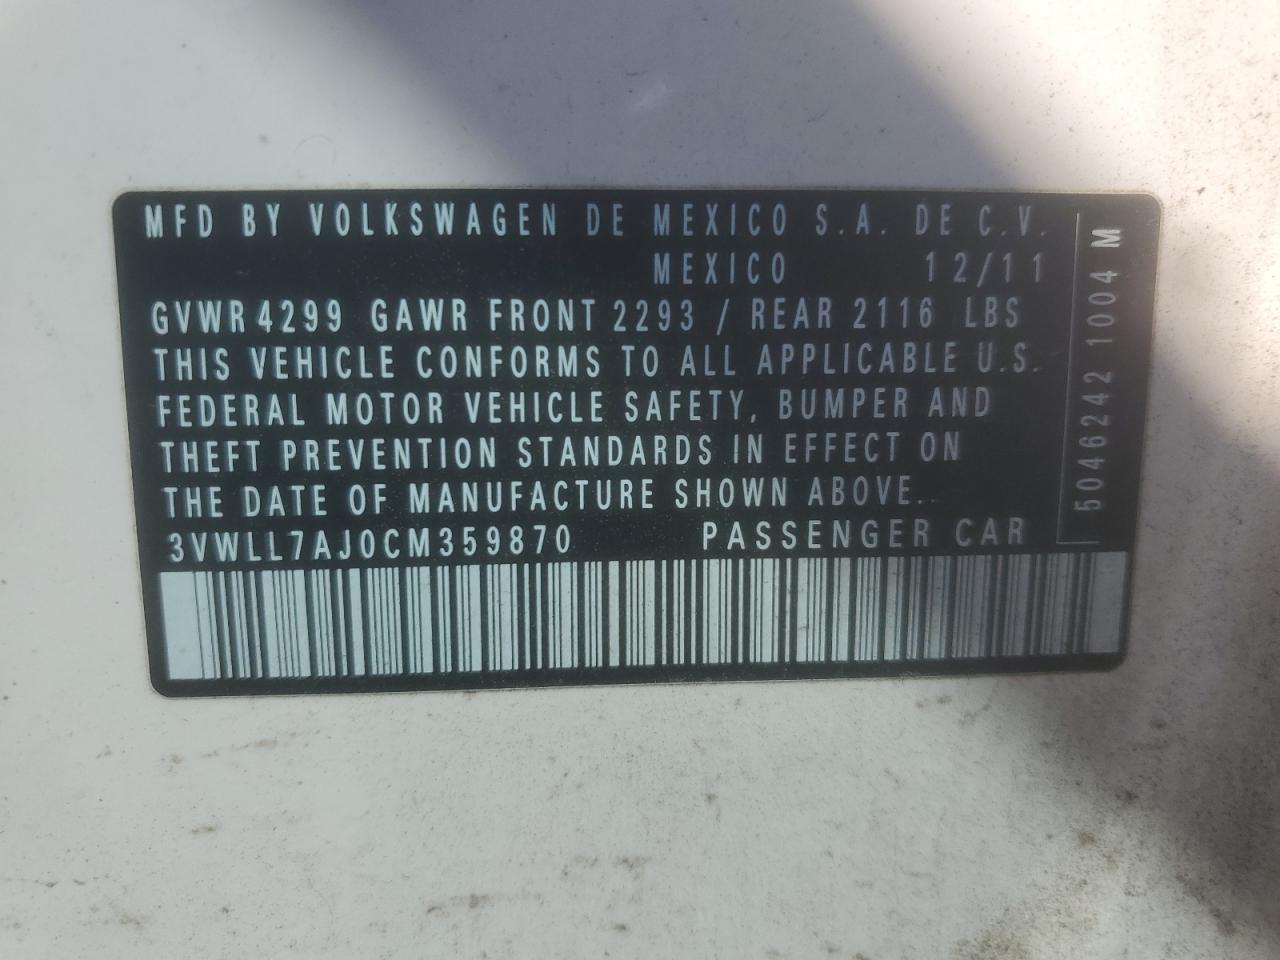 MFD BY VOLKSWAGEN DE MEXICO S.A. DE C.V.
MEXICO 12/11
GVWR 4299 GAWR FRONT 2293 / REAR 2116 LBS
THIS VEHICLE CONFORMS TO ALL APPLICABLE U.S.
FEDERAL MOTOR VEHICLE SAFETY, BUMPER AND
THEFT PREVENTION STANDARDS IN EFFECT ON
THE DATE OF MANUFACTURE SHOWN ABOVE..
3VWLL7AJ0CM359870 PASSENGER CAR
5046242 1004 M